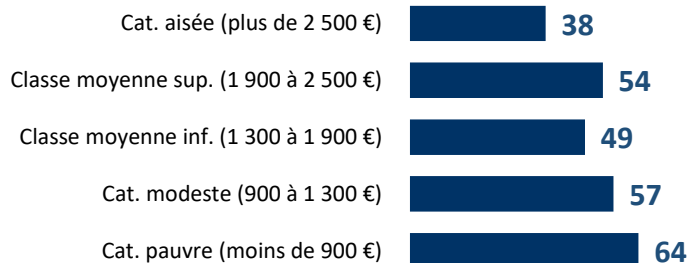 Cat. aisée (plus de 2 500 €) 38
Classe moyenne sup. (1 900 à 2 500 €) 54
Classe moyenne inf. (1 300 à 1 900 €) 49
Cat. modeste (900 à 1 300 €) 57
Cat. pauvre (moins de 900 €) 64